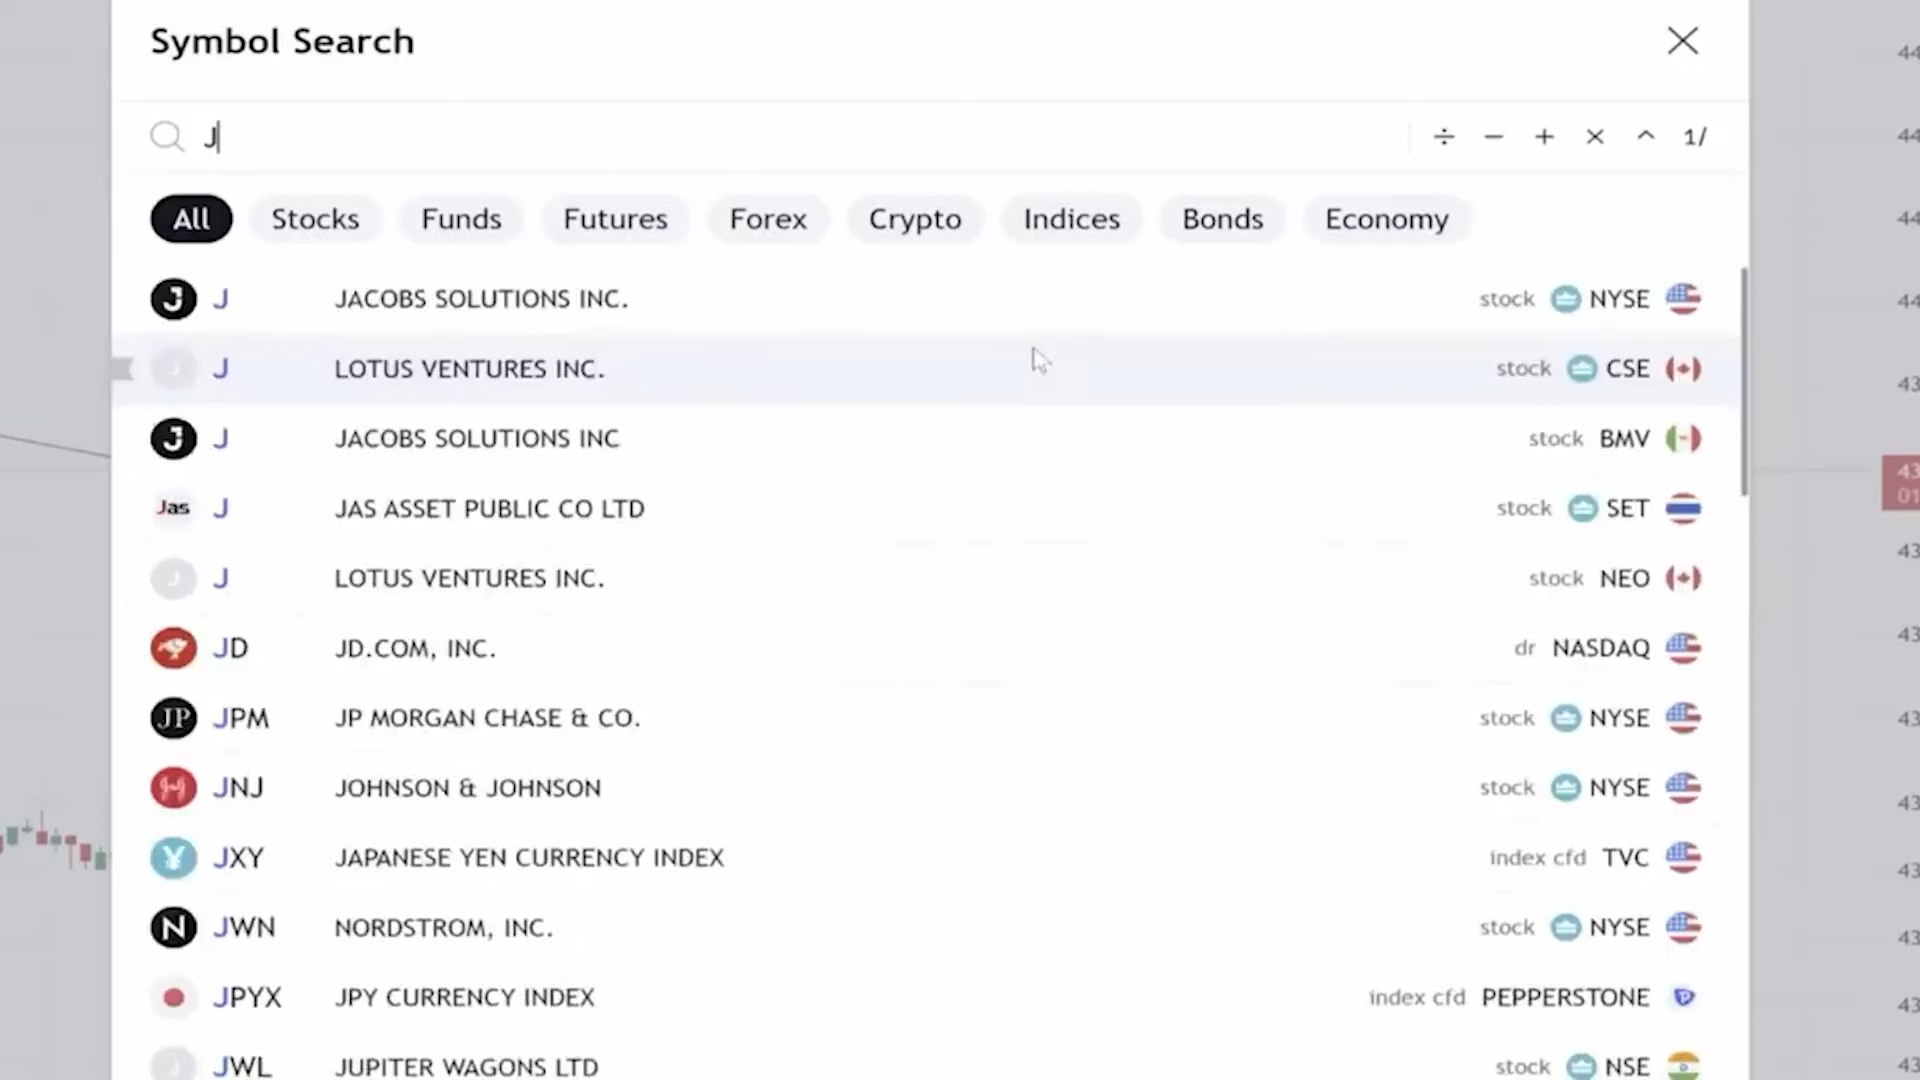 Symbol Search
J
÷ − + × ^ 1/
All Stocks Funds Futures Forex Crypto Indices Bonds Economy
J J JACOBS SOLUTIONS INC. stock NYSE
J J LOTUS VENTURES INC. stock CSE
J J JACOBS SOLUTIONS INC stock BMV
Jas J JAS ASSET PUBLIC CO LTD stock SET
J J LOTUS VENTURES INC. stock NEO
JD JD.COM, INC. dr NASDAQ
JP JPM JP MORGAN CHASE & CO. stock NYSE
J&J JNJ JOHNSON & JOHNSON stock NYSE
¥ JXY JAPANESE YEN CURRENCY INDEX index cfd TVC
N JWN NORDSTROM, INC. stock NYSE
JPYX JPY CURRENCY INDEX index cfd PEPPERSTONE
J JWL JUPITER WAGONS LTD stock NSE